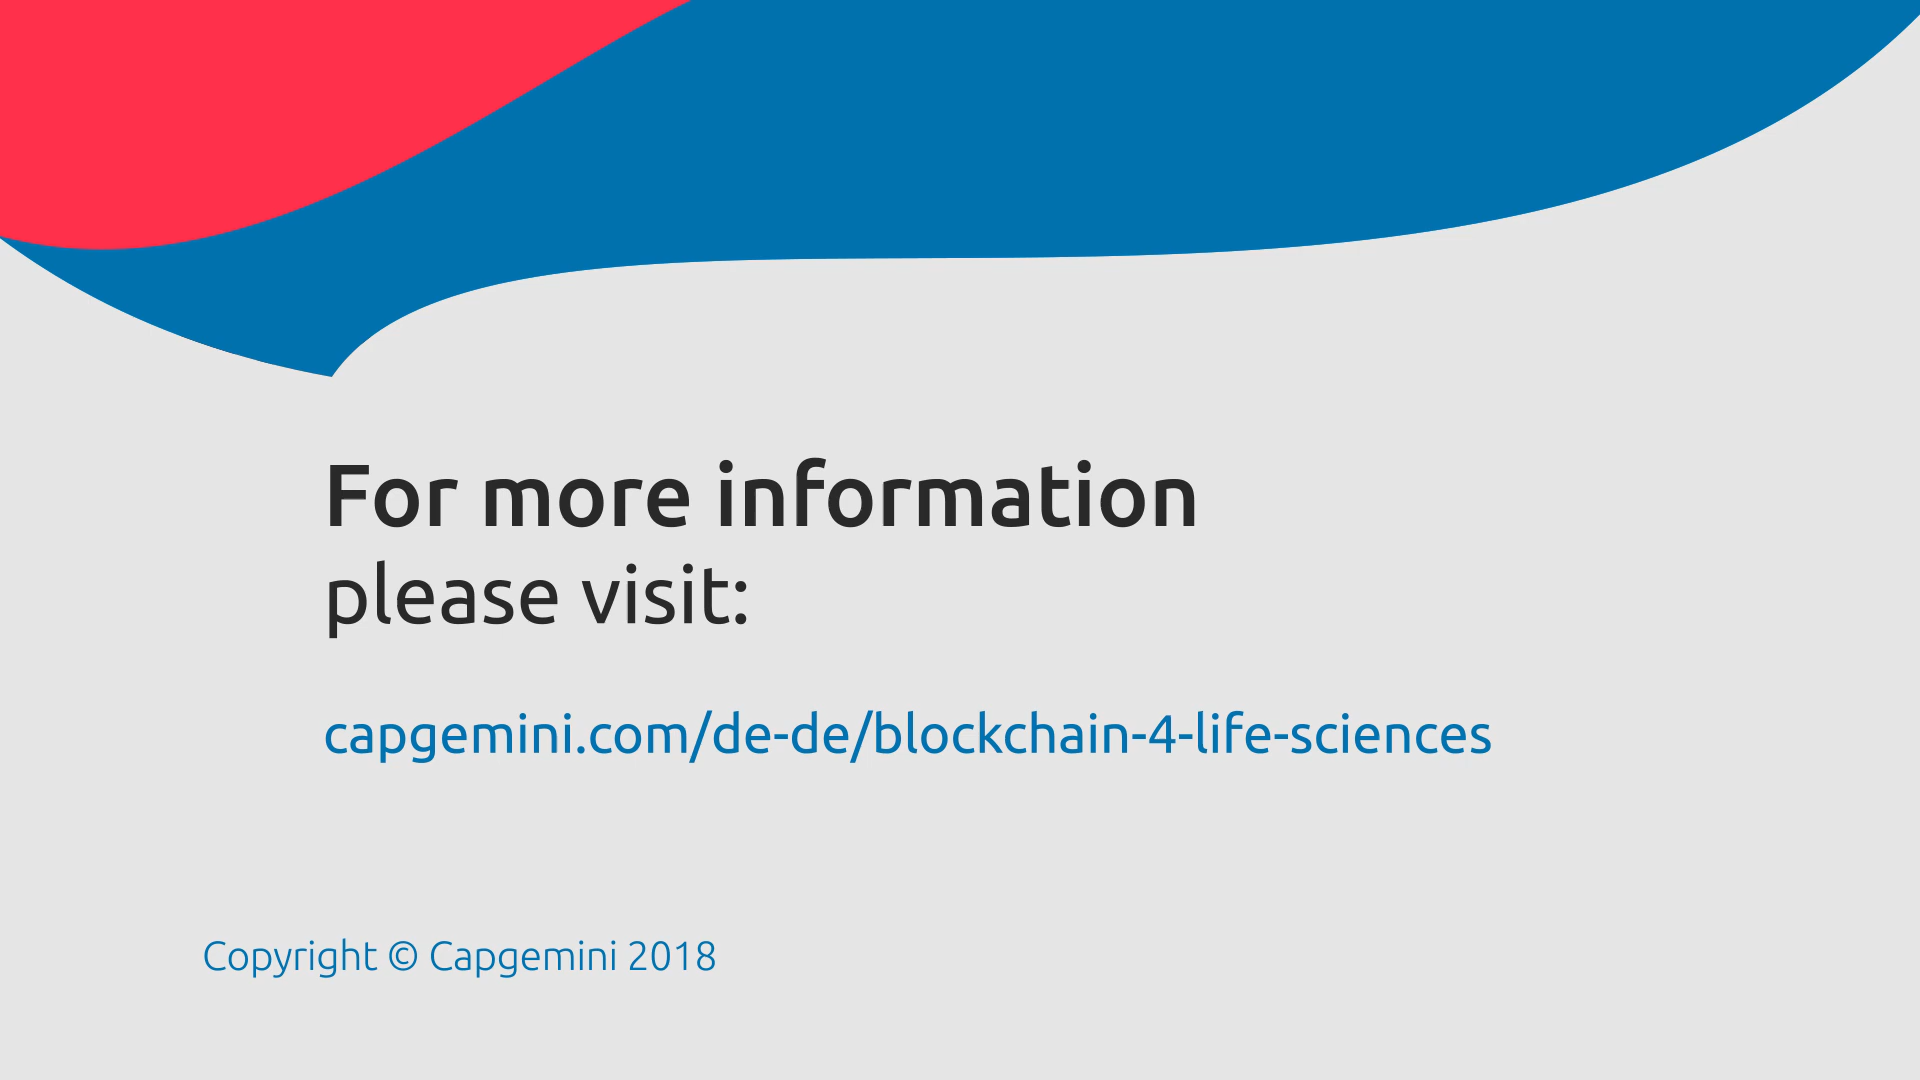 For more information
please visit:
capgemini.com/de-de/blockchain-4-life-sciences
Copyright © Capgemini 2018